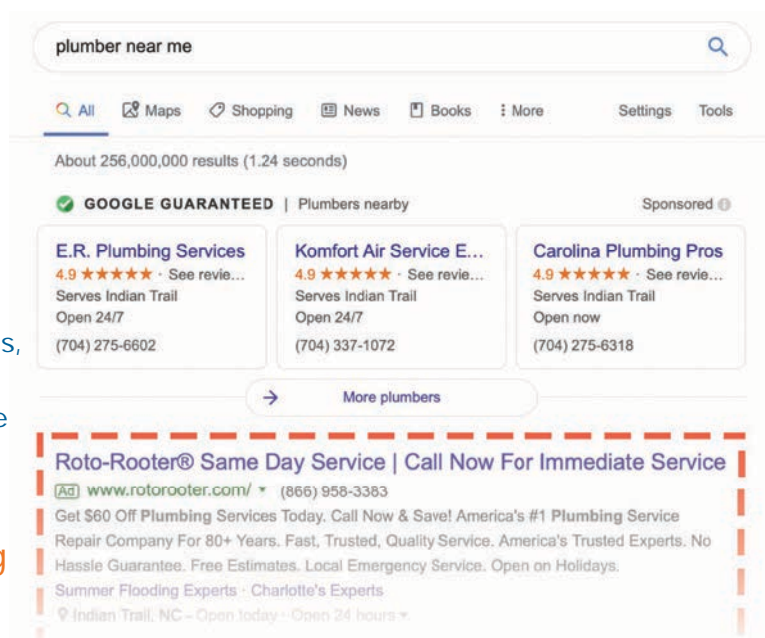 plumber near me
All Maps Shopping News Books More Settings Tools
About 256,000,000 results (1.24 seconds)
GOOGLE GUARANTEED | Plumbers nearby Sponsored
E.R. Plumbing Services
4.9 ★★★★★ · See revie...
Serves Indian Trail
Open 24/7
(704) 275-6602
Komfort Air Service E...
4.9 ★★★★★ · See revie...
Serves Indian Trail
Open 24/7
(704) 337-1072
Carolina Plumbing Pros
4.9 ★★★★★ · See revie...
Serves Indian Trail
Open now
(704) 275-6318
s,
→ More plumbers
e
Roto-Rooter® Same Day Service | Call Now For Immediate Service
Ad www.rotorooter.com/ (866) 958-3383
Get $60 Off Plumbing Services Today. Call Now & Save! America's #1 Plumbing Service
Repair Company For 80+ Years. Fast, Trusted, Quality Service. America's Trusted Experts. No
g
Hassle Guarantee. Free Estimates. Local Emergency Service. Open on Holidays.
Summer Flooding Experts · Charlotte's Experts
Indian Trail, NC - Open today · Open 24 hours